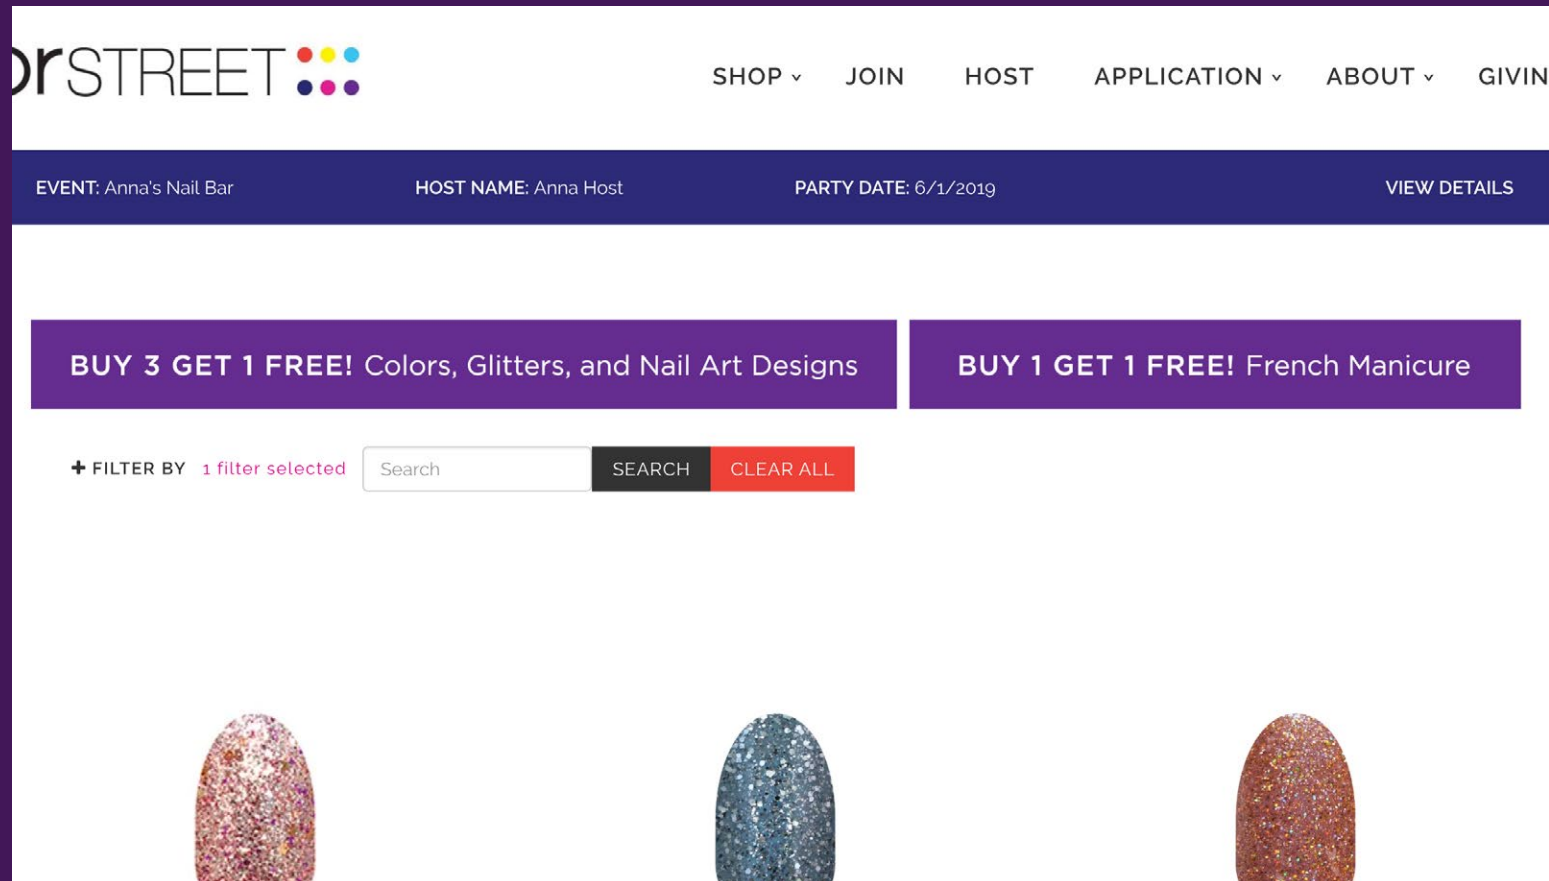 orSTREET
SHOP JOIN HOST APPLICATION ABOUT GIVIN
EVENT: Anna's Nail Bar HOST NAME: Anna Host PARTY DATE: 6/1/2019 VIEW DETAILS
BUY 3 GET 1 FREE! Colors, Glitters, and Nail Art Designs BUY 1 GET 1 FREE! French Manicure
+ FILTER BY 1 filter selected Search SEARCH CLEAR ALL